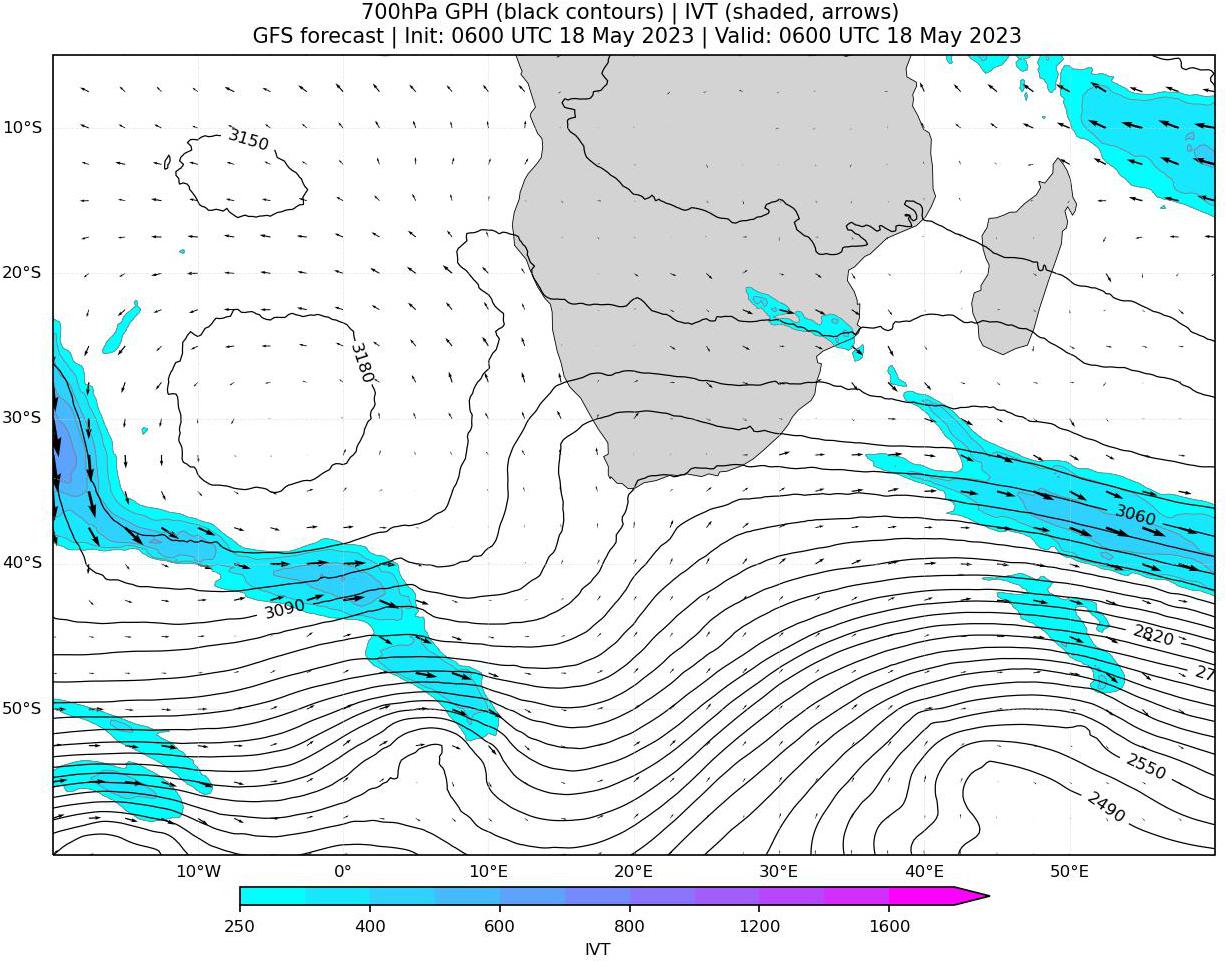 700hPa GPH (black contours) | IVT (shaded, arrows)
GFS forecast | Init: 0600 UTC 18 May 2023 | Valid: 0600 UTC 18 May 2023
3150
10°S
20°S
3180
30°S
3060
40°S
3090
2820
27
50°S
2550
2490
10°W 0° 10°E 20°E 30°E 40°E 50°E
250 400 600 800 1200 1600
IVT